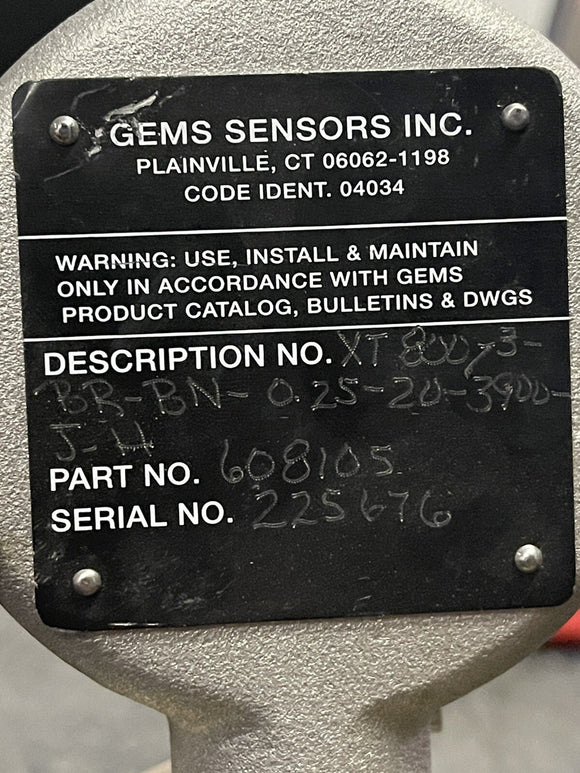 GEMS SENSORS INC.
PLAINVILLE, CT 06062-1198
CODE IDENT. 04034
WARNING: USE, INSTALL & MAINTAIN
ONLY IN ACCORDANCE WITH GEMS
PRODUCT CATALOG, BULLETINS & DWGS
DESCRIPTION NO. XT 800-3-
BR-BN-0.25-20-3900-
J-H
PART NO. 608105
SERIAL NO. 225676